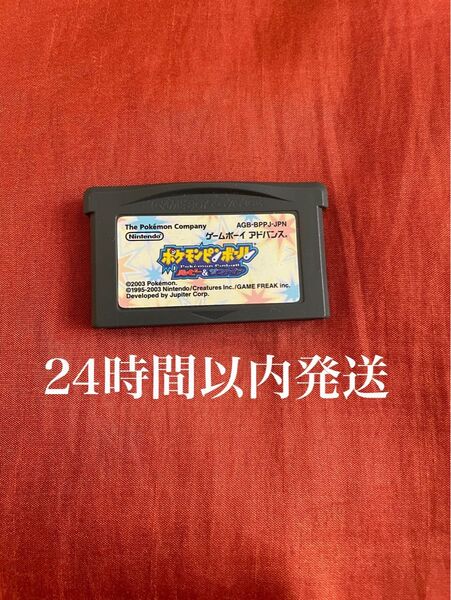 The Pokémon Company
AGB-BPPJ-JPN
Nintendo
ゲームボーイ アドバンス
ポケモンピンボール
Pokémon Pinball
ルビー&サファイア
©2003 Pokémon.
©1995-2003 Nintendo/Creatures Inc./GAME FREAK inc.
Developed by Jupiter Corp.
24時間以内発送